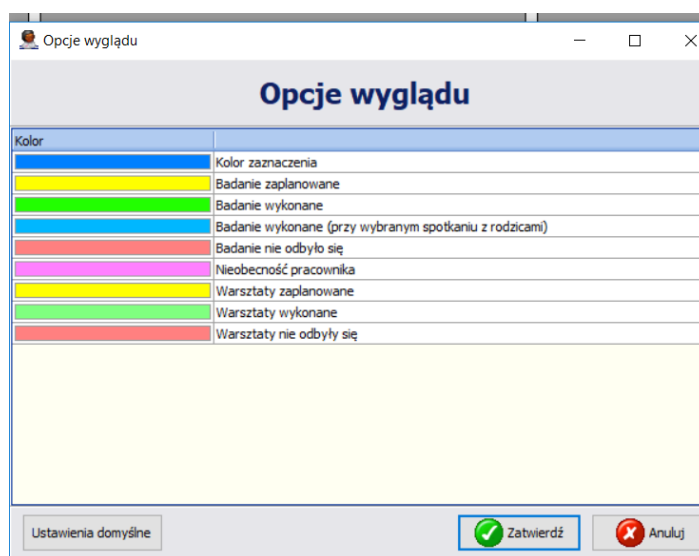 Opcje wyglądu
Opcje wyglądu
Kolor
Kolor zaznaczenia
Badanie zaplanowane
Badanie wykonane
Badanie wykonane (przy wybranym spotkaniu z rodzicami)
Badanie nie odbyło się
Nieobecność pracownika
Warsztaty zaplanowane
Warsztaty wykonane
Warsztaty nie odbyły się
Ustawienia domyślne Zatwierdź Anuluj